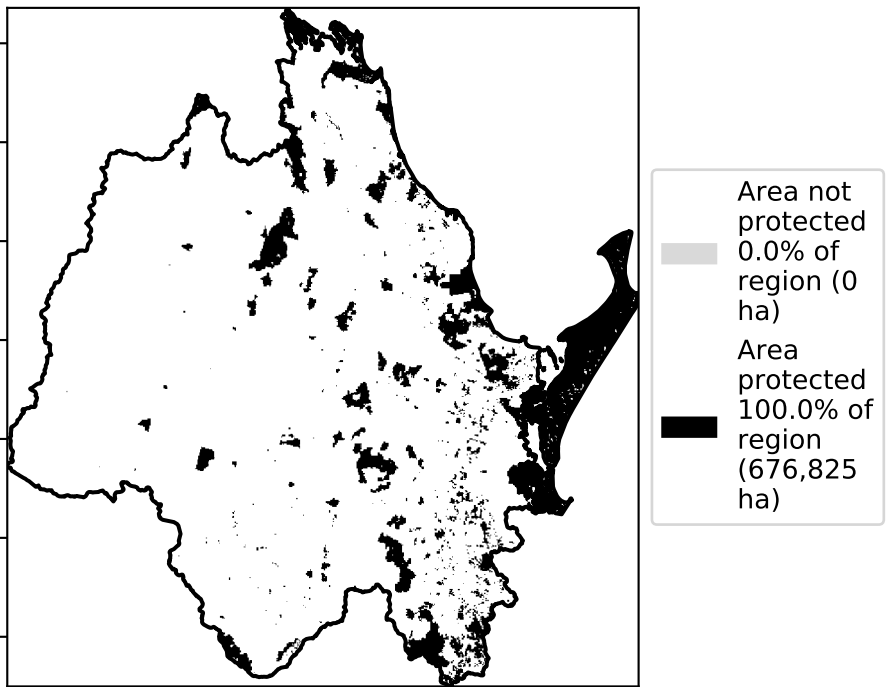 Area not
protected
0.0% of
region (0
ha)
Area
protected
100.0% of
region
(676,825
ha)